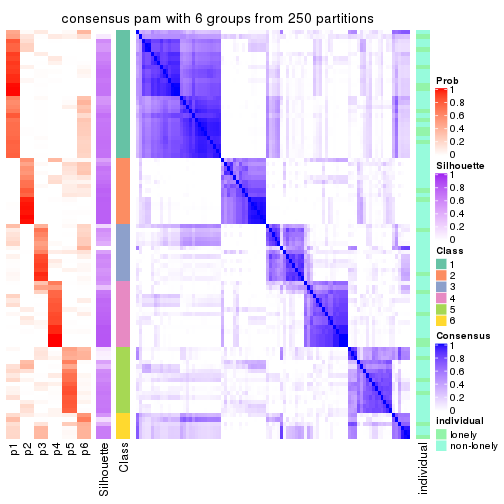 consensus pam with 6 groups from 250 partitions
Prob
1
0.8
0.6
0.4
0.2
0
Silhouette
1
0.8
0.6
0.4
0.2
0
Class
1
2
3
4
5
6
Consensus
1
0.8
0.6
0.4
0.2
0
individual
lonely
non-lonely
p1
p2
p3
p4
p5
p6
Silhouette
Class
individual